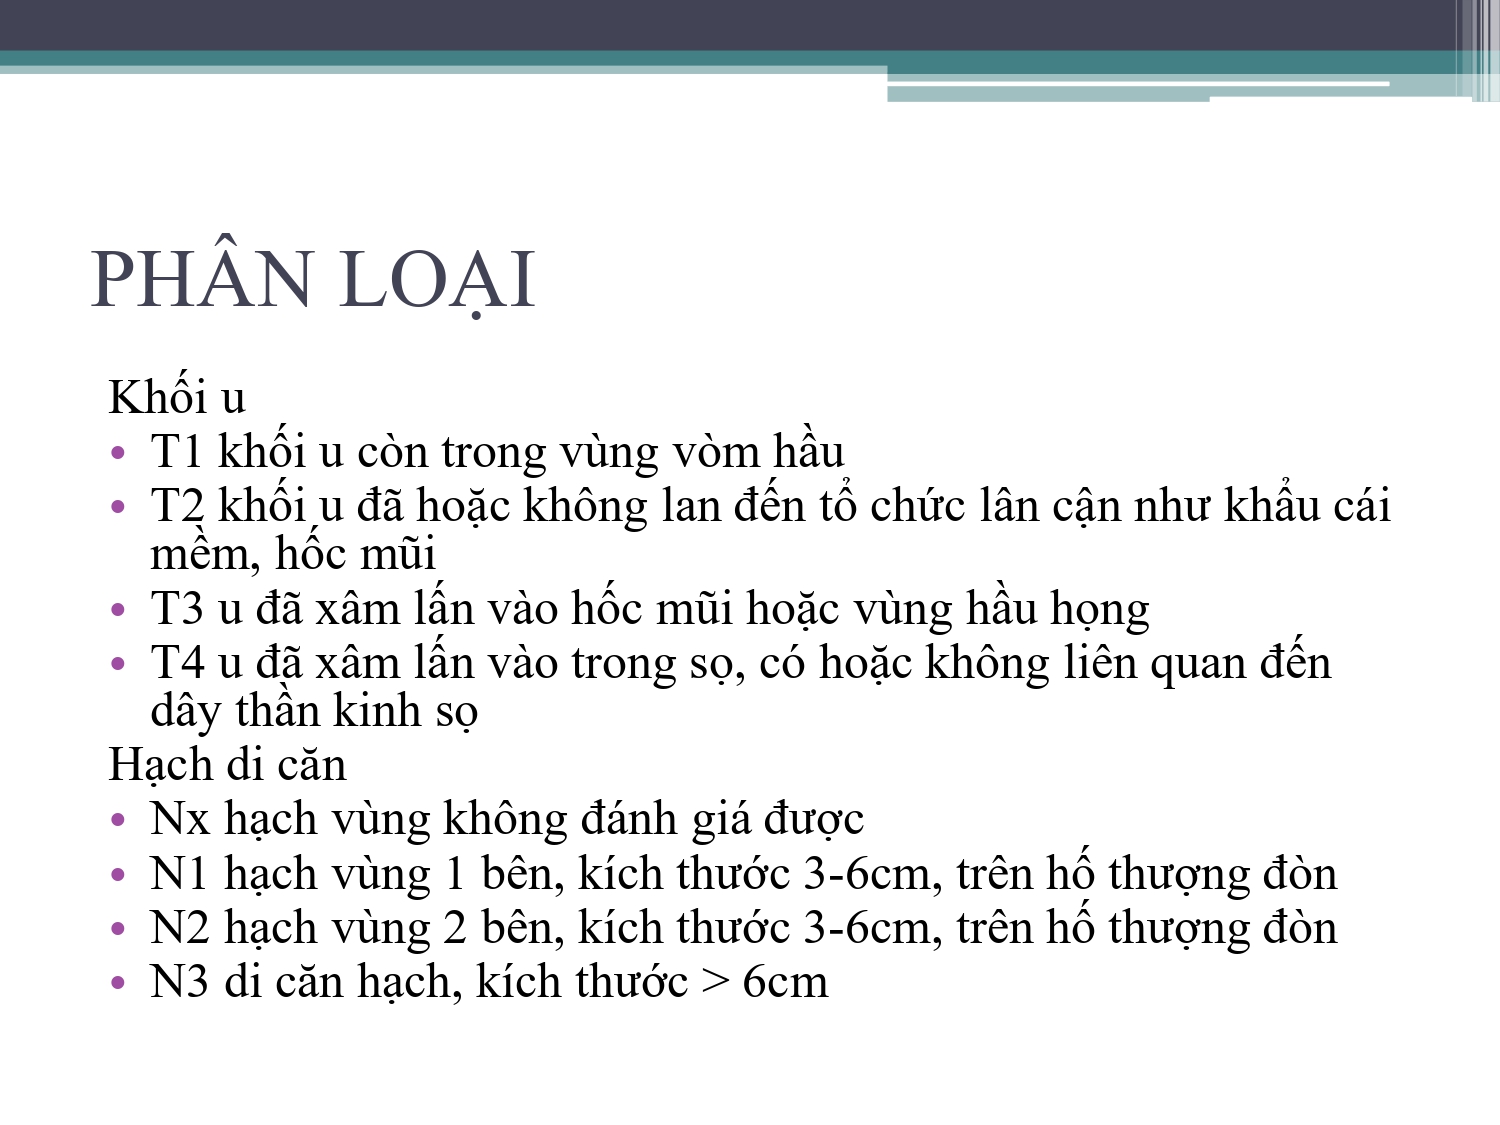 PHÂN LOẠI
Khối u
• T1 khối u còn trong vùng vòm hầu
• T2 khối u đã hoặc không lan đến tổ chức lân cận như khẩu cái
mềm, hốc mũi
• T3 u đã xâm lấn vào hốc mũi hoặc vùng hầu họng
• T4 u đã xâm lấn vào trong sọ, có hoặc không liên quan đến
dây thần kinh sọ
Hạch di căn
• Nx hạch vùng không đánh giá được
• N1 hạch vùng 1 bên, kích thước 3-6cm, trên hố thượng đòn
• N2 hạch vùng 2 bên, kích thước 3-6cm, trên hố thượng đòn
• N3 di căn hạch, kích thước > 6cm